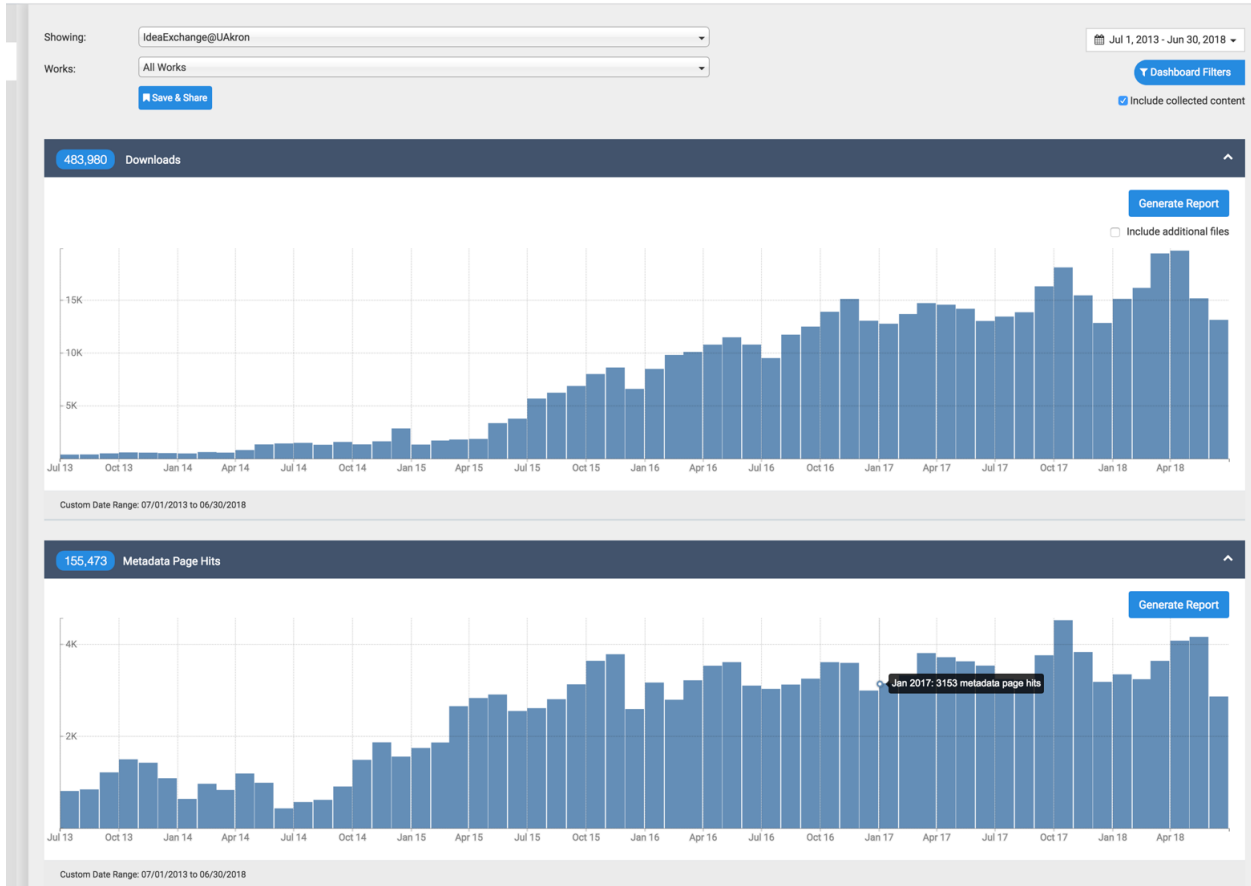 Showing: IdeaExchange@UAkron
Jul 1, 2013 - Jun 30, 2018
Works: All Works
Dashboard Filters
Save & Share
Include collected content
483,980 Downloads
Generate Report
Include additional files
15K
10K
5K
Jul 13 Oct 13 Jan 14 Apr 14 Jul 14 Oct 14 Jan 15 Apr 15 Jul 15 Oct 15 Jan 16 Apr 16 Jul 16 Oct 16 Jan 17 Apr 17 Jul 17 Oct 17 Jan 18 Apr 18
Custom Date Range: 07/01/2013 to 06/30/2018
155,473 Metadata Page Hits
Generate Report
4K
Jan 2017: 3153 metadata page hits
2K
Jul 13 Oct 13 Jan 14 Apr 14 Jul 14 Oct 14 Jan 15 Apr 15 Jul 15 Oct 15 Jan 16 Apr 16 Jul 16 Oct 16 Jan 17 Apr 17 Jul 17 Oct 17 Jan 18 Apr 18
Custom Date Range: 07/01/2013 to 06/30/2018